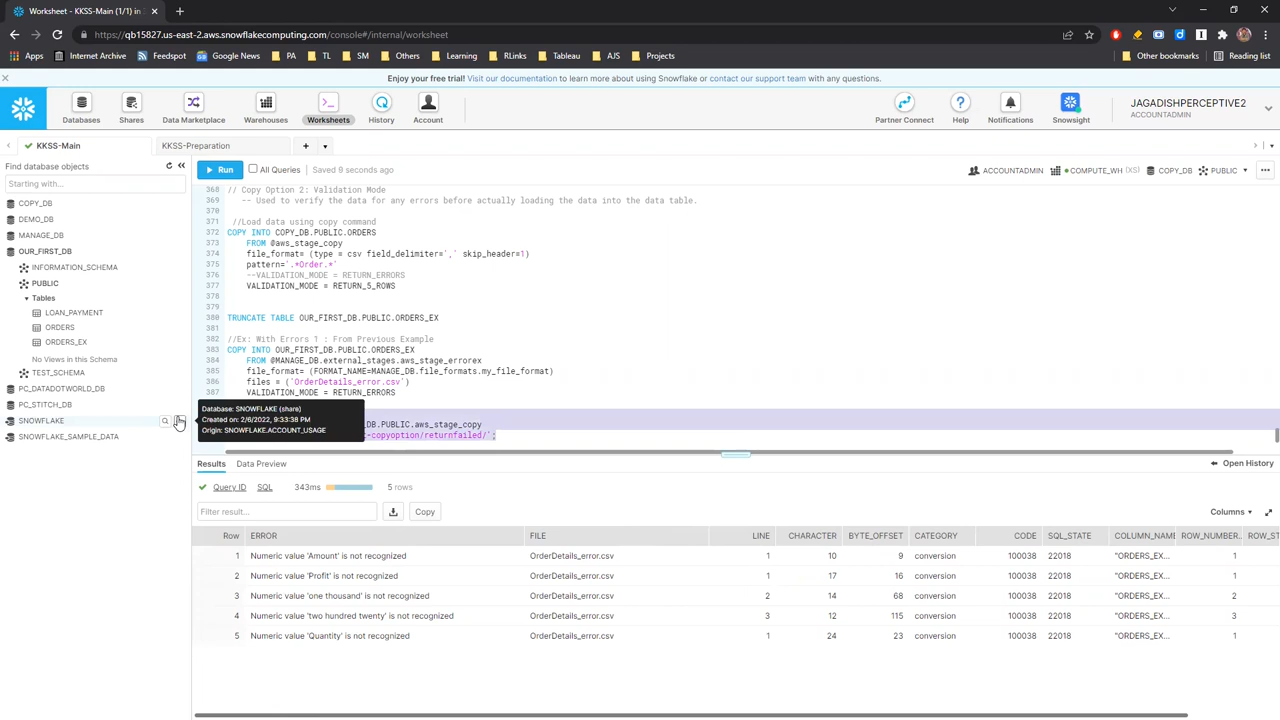 Worksheet - KKSS-Main (1/1) in S
https://qb15827.us-east-2.aws.snowflakecomputing.com/console#/internal/worksheet
Apps Internet Archive Feedspot Google News PA TL SM Others Learning RLinks Tableau AJS Projects Other bookmarks Reading list
Enjoy your free trial! Visit our documentation to learn more about using Snowflake or contact our support team with any questions.
Databases Shares Data Marketplace Warehouses Worksheets History Account Partner Connect Help Notifications Snowsight
JAGADISHPERCEPTIVE2
ACCOUNTADMIN
KKSS-Main KKSS-Preparation
Find database objects
Starting with...
COPY_DB
DEMO_DB
MANAGE_DB
OUR_FIRST_DB
INFORMATION_SCHEMA
PUBLIC
Tables
LOAN_PAYMENT
ORDERS
ORDERS_EX
No Views in this Schema
TEST_SCHEMA
PC_DATADOTWORLD_DB
PC_STITCH_DB
SNOWFLAKE
SNOWFLAKE_SAMPLE_DATA
Run All Queries Saved 9 seconds ago ACCOUNTADMIN COMPUTE_WH (XS) COPY_DB PUBLIC
368 // Copy Option 2: Validation Mode
369 -- Used to verify the data for any errors before actually loading the data into the data table.
370
371 //Load data using copy command
372 COPY INTO COPY_DB.PUBLIC.ORDERS
373 FROM @aws_stage_copy
374 file_format= (type = csv field_delimiter=',' skip_header=1)
375 pattern='.*Order.*'
376 --VALIDATION_MODE = RETURN_ERRORS
377 VALIDATION_MODE = RETURN_5_ROWS
378
379
380 TRUNCATE TABLE OUR_FIRST_DB.PUBLIC.ORDERS_EX
381
382 //Ex: With Errors 1 : From Previous Example
383 COPY INTO OUR_FIRST_DB.PUBLIC.ORDERS_EX
384 FROM @MANAGE_DB.external_stages.aws_stage_errorex
385 file_format= (FORMAT_NAME=MANAGE_DB.file_formats.my_file_format)
386 files = ('OrderDetails_error.csv')
387 VALIDATION_MODE = RETURN_ERRORS
Database: SNOWFLAKE (share)
Created on: 2/6/2022, 9:33:38 PM
Origin: SNOWFLAKE.ACCOUNT_USAGE
DB.PUBLIC.aws_stage_copy
-copyoption/returnfailed/';
Results Data Preview Open History
Query ID SQL 343ms 5 rows
Filter result... Copy Columns
Row ERROR FILE LINE CHARACTER BYTE_OFFSET CATEGORY CODE SQL_STATE COLUMN_NAME ROW_NUMBER... ROW_ST
1 Numeric value 'Amount' is not recognized OrderDetails_error.csv 1 10 9 conversion 100038 22018 "ORDERS_EX... 1
2 Numeric value 'Profit' is not recognized OrderDetails_error.csv 1 17 16 conversion 100038 22018 "ORDERS_EX... 1
3 Numeric value 'one thousand' is not recognized OrderDetails_error.csv 2 14 68 conversion 100038 22018 "ORDERS_EX... 2
4 Numeric value 'two hundred twenty' is not recognized OrderDetails_error.csv 3 12 115 conversion 100038 22018 "ORDERS_EX... 3
5 Numeric value 'Quantity' is not recognized OrderDetails_error.csv 1 24 23 conversion 100038 22018 "ORDERS_EX... 1